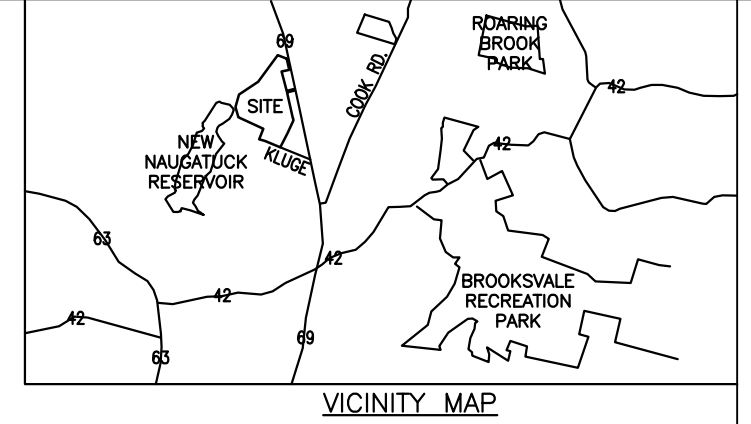 ROARING
BROOK
PARK
69
COOK RD.
42
SITE
NEW
NAUGATUCK
RESERVOIR
KLUGE
42
63
42
42
BROOKSVALE
RECREATION
PARK
42
69
63
VICINITY MAP